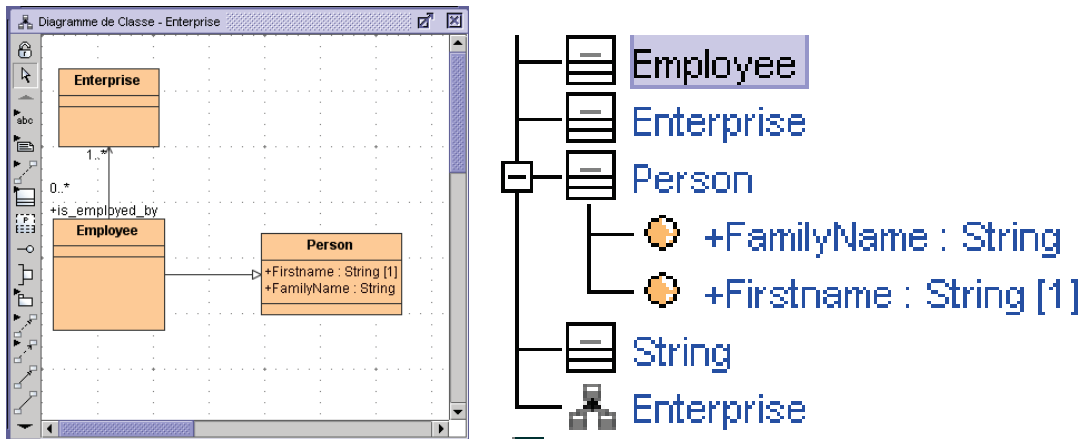 Diagramme de Classe - Enterprise
abc
Enterprise
1..*
0..*
+is_employed_by
P
Employee
Person
+Firstname : String [1]
+FamilyName : String
Employee
Enterprise
Person
+FamilyName : String
+Firstname : String [1]
String
Enterprise